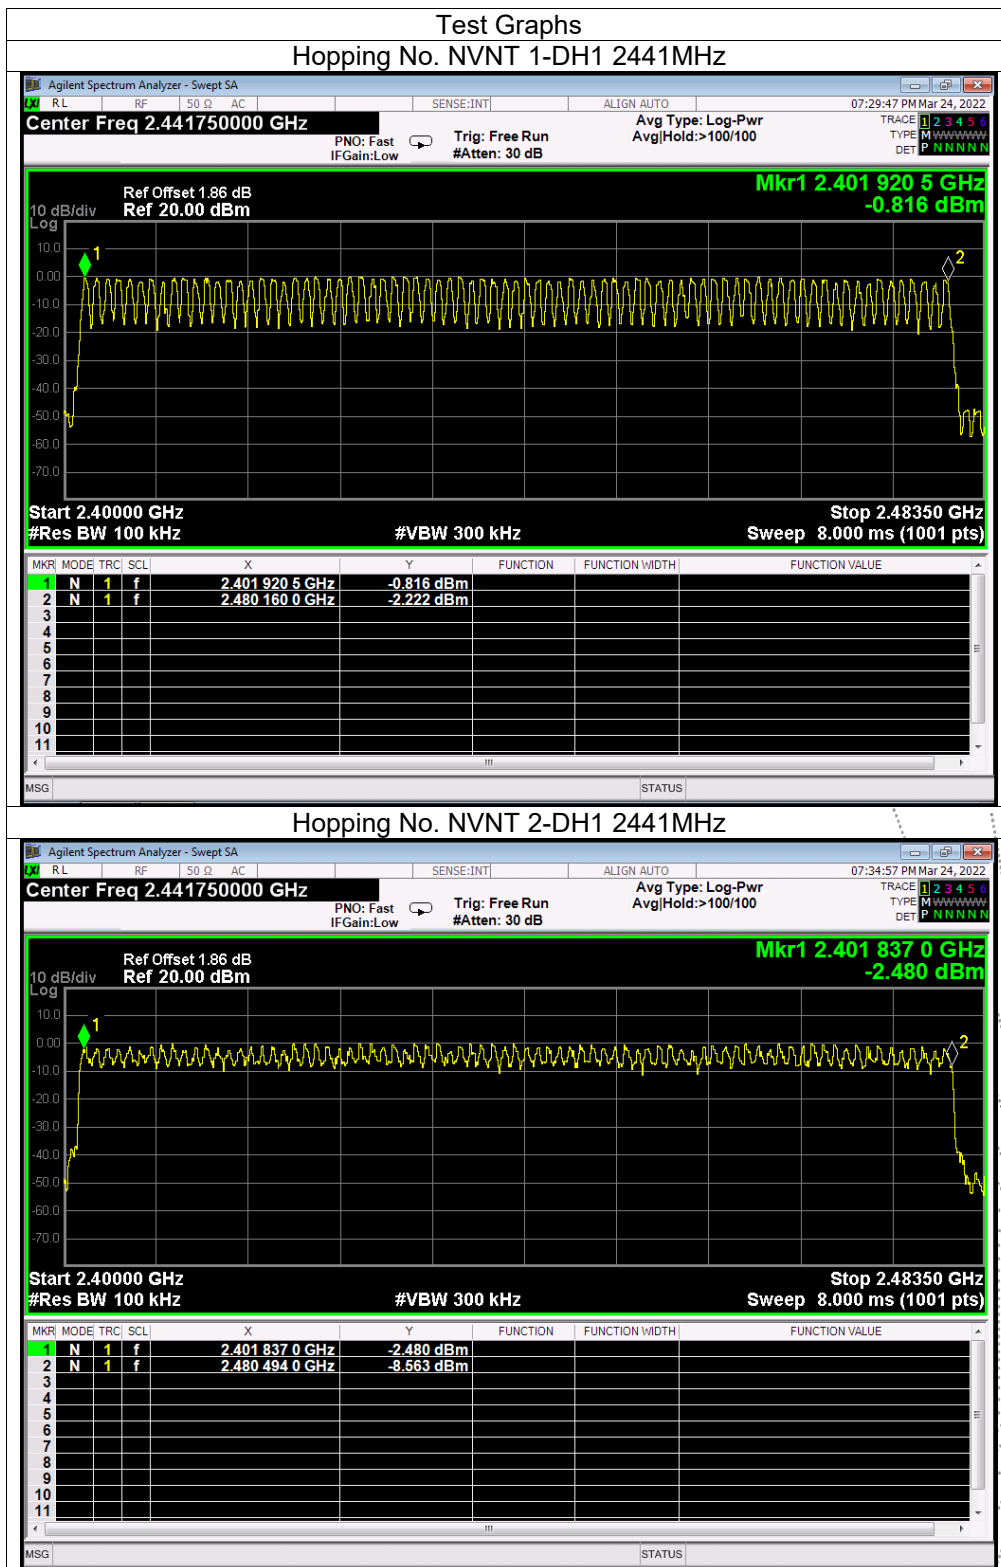 Test Graphs
Hopping No. NVNT 1-DH1 2441MHz
Agilent Spectrum Analyzer - Swept SA
LXI RL RF 50 Ω AC SENSE:INT ALIGN AUTO 07:29:47 PM Mar 24, 2022
Center Freq 2.441750000 GHz Avg Type: Log-Pwr TRACE 1 2 3 4 5 6
PNO: Fast Trig: Free Run Avg|Hold:>100/100 TYPE M WWWWW
IFGain:Low #Atten: 30 dB DET P N N N N N
Mkr1 2.401 920 5 GHz
Ref Offset 1.86 dB
10 dB/div Ref 20.00 dBm -0.816 dBm
Log
10.0
1
2
0.00
-10.0
-20.0
-30.0
-40.0
-50.0
-60.0
-70.0
Start 2.40000 GHz Stop 2.48350 GHz
#Res BW 100 kHz #VBW 300 kHz Sweep 8.000 ms (1001 pts)
MKR MODE TRC SCL X Y FUNCTION FUNCTION WIDTH FUNCTION VALUE
1 N 1 f 2.401 920 5 GHz -0.816 dBm
2 N 1 f 2.480 160 0 GHz -2.222 dBm
3
4
5
6
7
8
9
10
11
MSG STATUS
Hopping No. NVNT 2-DH1 2441MHz
Agilent Spectrum Analyzer - Swept SA
LXI RL RF 50 Ω AC SENSE:INT ALIGN AUTO 07:34:57 PM Mar 24, 2022
Center Freq 2.441750000 GHz Avg Type: Log-Pwr TRACE 1 2 3 4 5 6
PNO: Fast Trig: Free Run Avg|Hold:>100/100 TYPE M WWWWW
IFGain:Low #Atten: 30 dB DET P N N N N N
Mkr1 2.401 837 0 GHz
Ref Offset 1.86 dB
10 dB/div Ref 20.00 dBm -2.480 dBm
Log
10.0
1
2
0.00
-10.0
-20.0
-30.0
-40.0
-50.0
-60.0
-70.0
Start 2.40000 GHz Stop 2.48350 GHz
#Res BW 100 kHz #VBW 300 kHz Sweep 8.000 ms (1001 pts)
MKR MODE TRC SCL X Y FUNCTION FUNCTION WIDTH FUNCTION VALUE
1 N 1 f 2.401 837 0 GHz -2.480 dBm
2 N 1 f 2.480 494 0 GHz -8.563 dBm
3
4
5
6
7
8
9
10
11
MSG STATUS